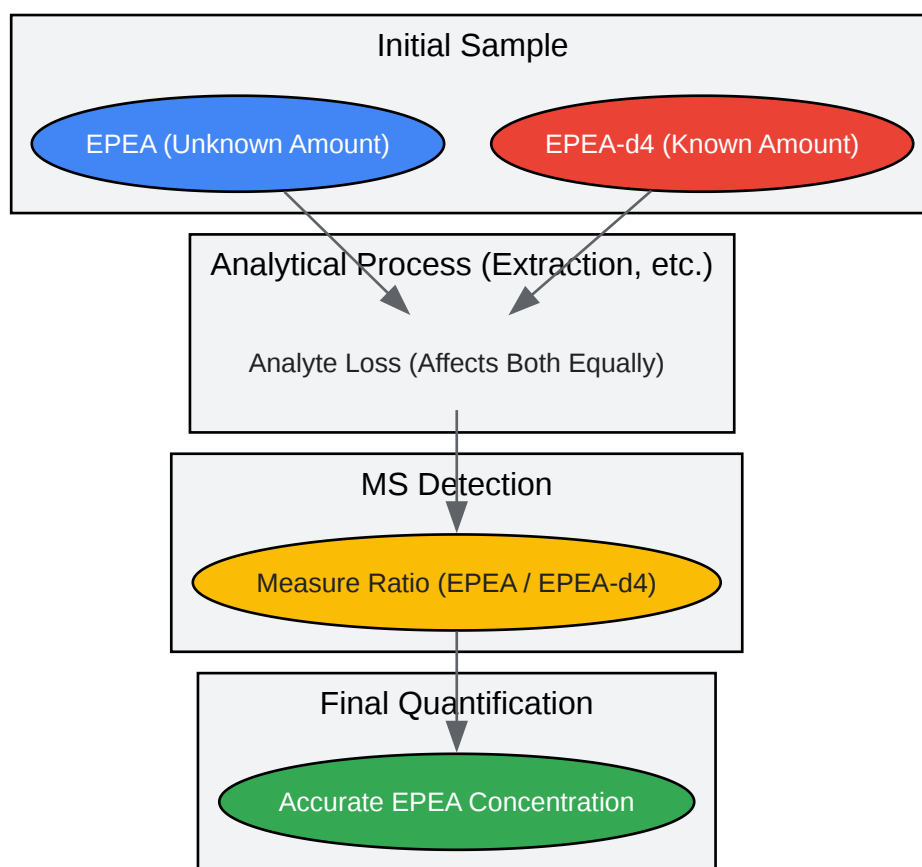 Initial Sample
EPEA (Unknown Amount)
EPEA-d4 (Known Amount)
Analytical Process (Extraction, etc.)
Analyte Loss (Affects Both Equally)
MS Detection
Measure Ratio (EPEA / EPEA-d4)
Final Quantification
Accurate EPEA Concentration